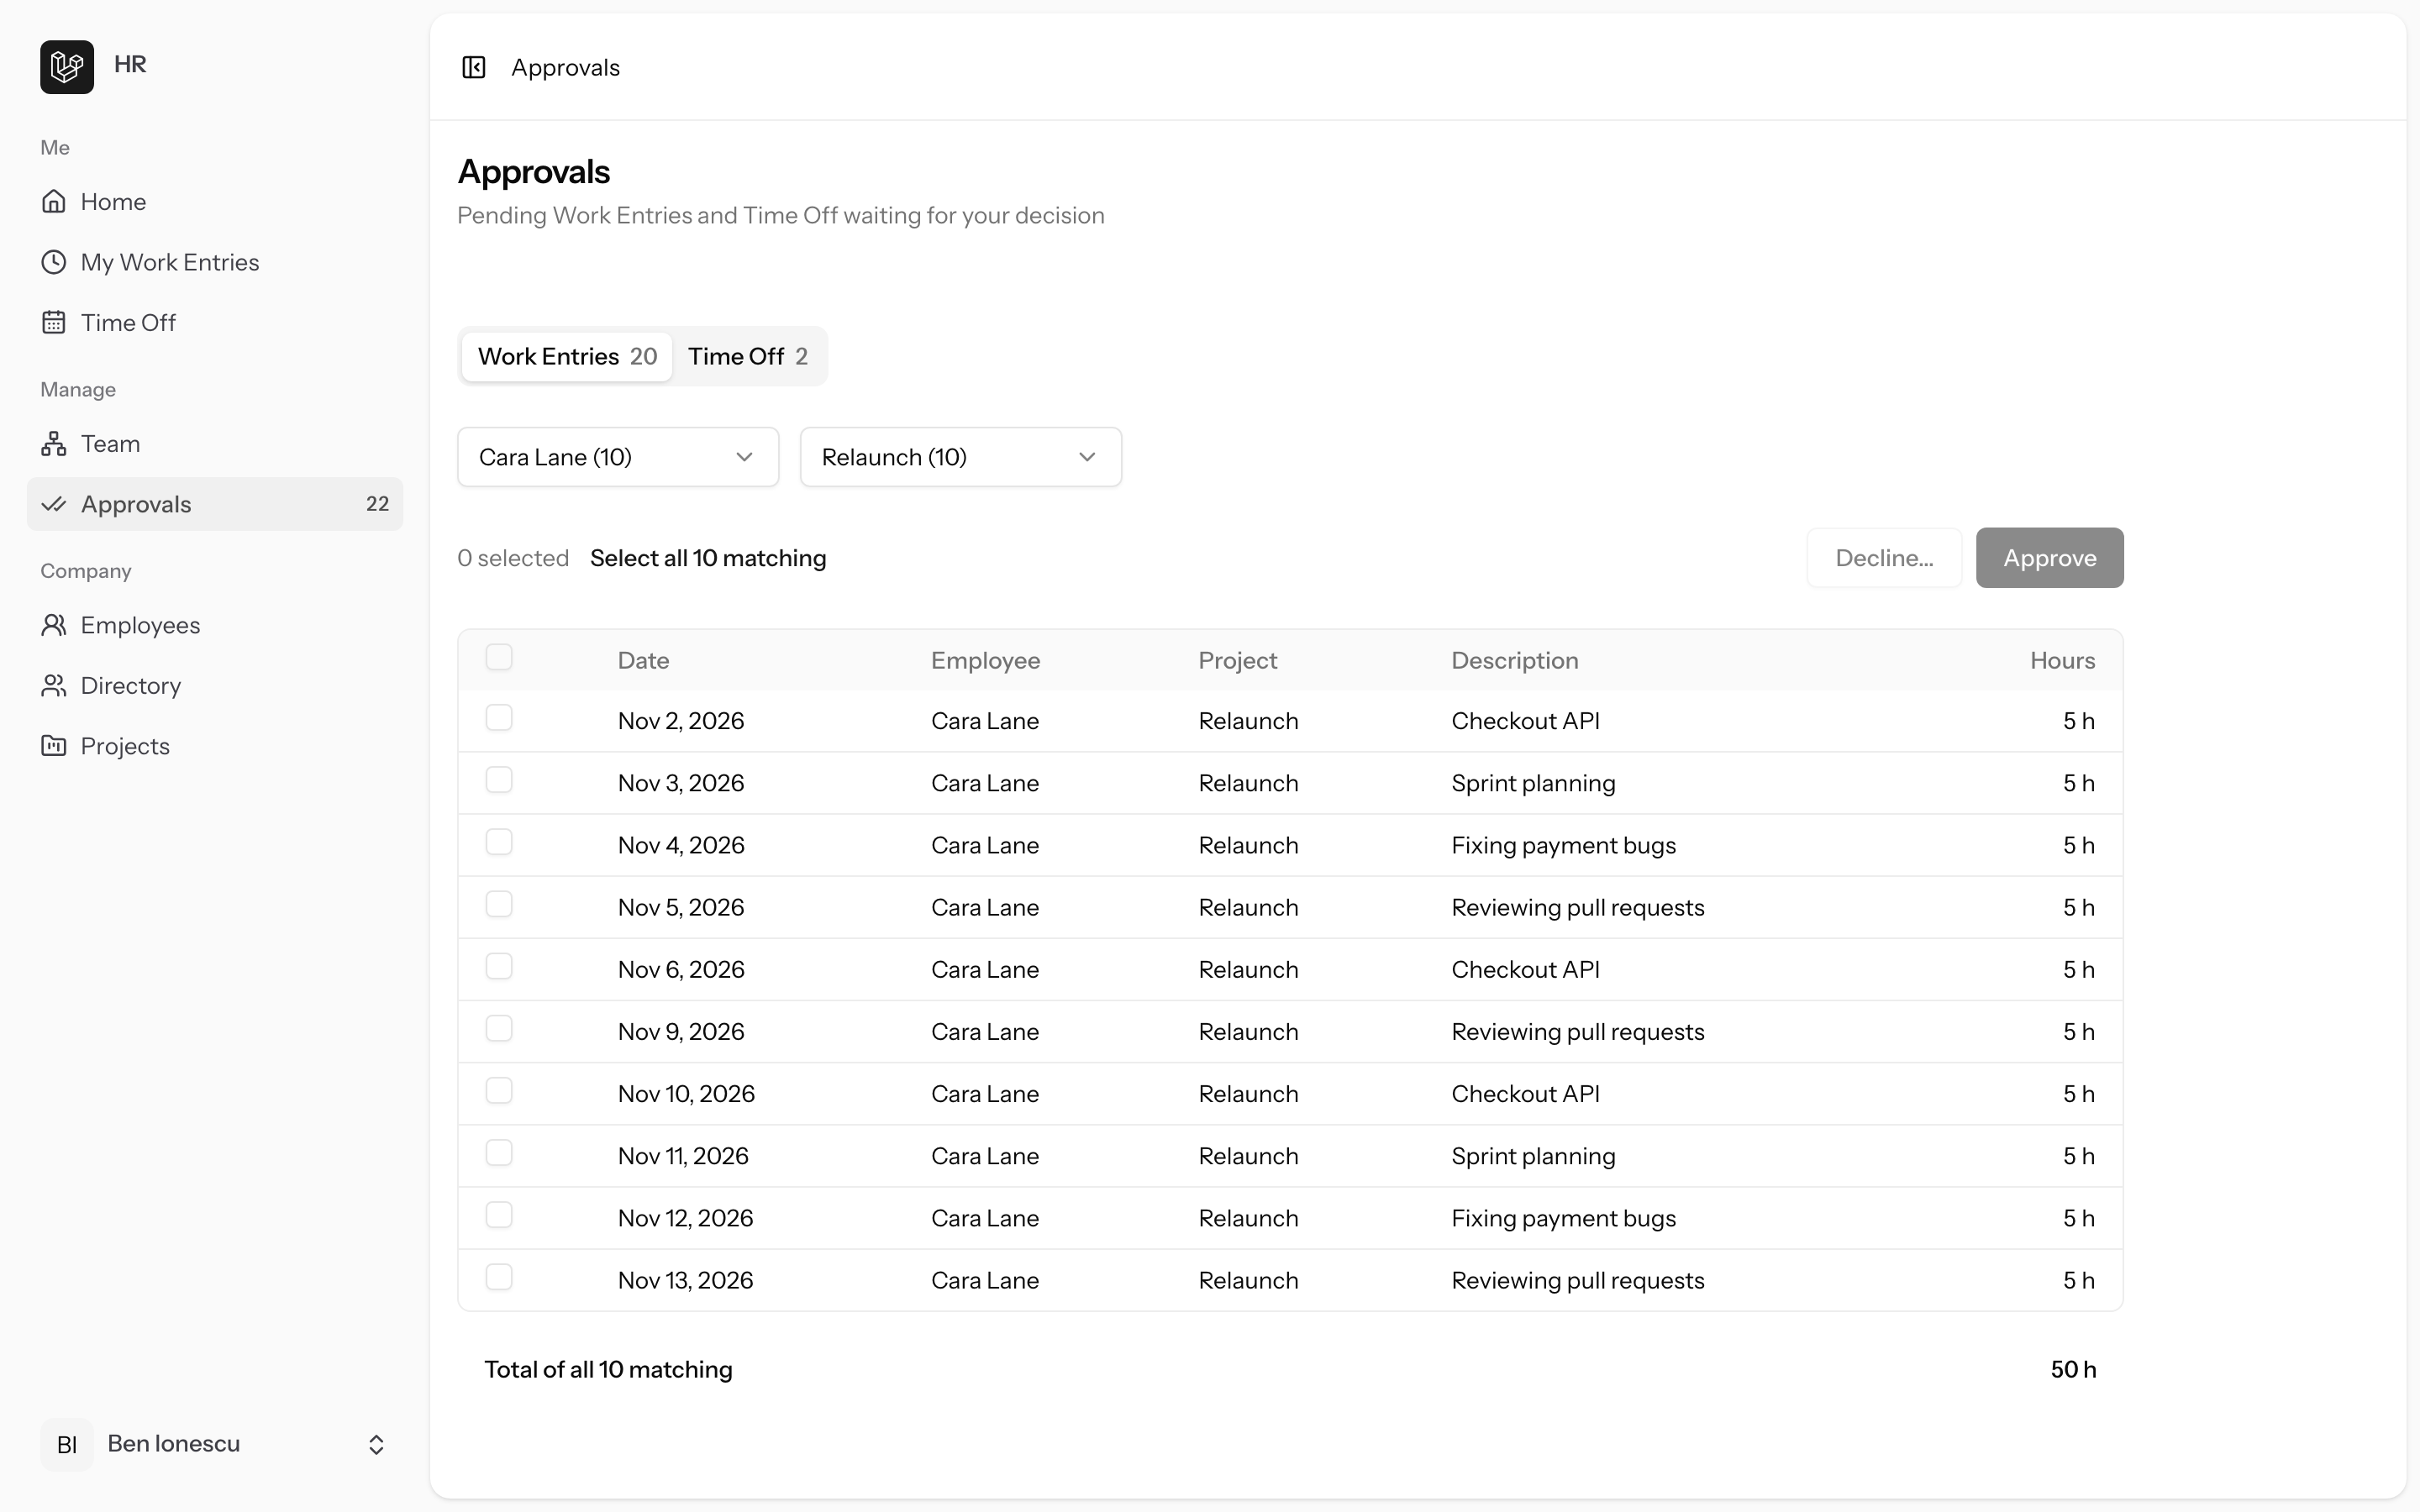 HR
Me
Home
My Work Entries
Time Off
Manage
Team
Approvals 22
Company
Employees
Directory
Projects
BI Ben Ionescu
Approvals
Approvals
Pending Work Entries and Time Off waiting for your decision
Work Entries 20 Time Off 2
Cara Lane (10) Relaunch (10)
0 selected Select all 10 matching Decline... Approve
Date Employee Project Description Hours
Nov 2, 2026 Cara Lane Relaunch Checkout API 5 h
Nov 3, 2026 Cara Lane Relaunch Sprint planning 5 h
Nov 4, 2026 Cara Lane Relaunch Fixing payment bugs 5 h
Nov 5, 2026 Cara Lane Relaunch Reviewing pull requests 5 h
Nov 6, 2026 Cara Lane Relaunch Checkout API 5 h
Nov 9, 2026 Cara Lane Relaunch Reviewing pull requests 5 h
Nov 10, 2026 Cara Lane Relaunch Checkout API 5 h
Nov 11, 2026 Cara Lane Relaunch Sprint planning 5 h
Nov 12, 2026 Cara Lane Relaunch Fixing payment bugs 5 h
Nov 13, 2026 Cara Lane Relaunch Reviewing pull requests 5 h
Total of all 10 matching 50 h